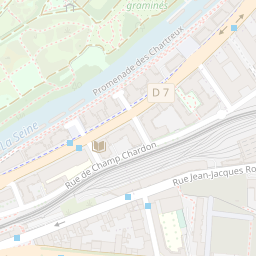 graminés
Promenade des Chartreux
La Seine
D 7
Rue de Champ Chardon
Rue Jean-Jacques Ro